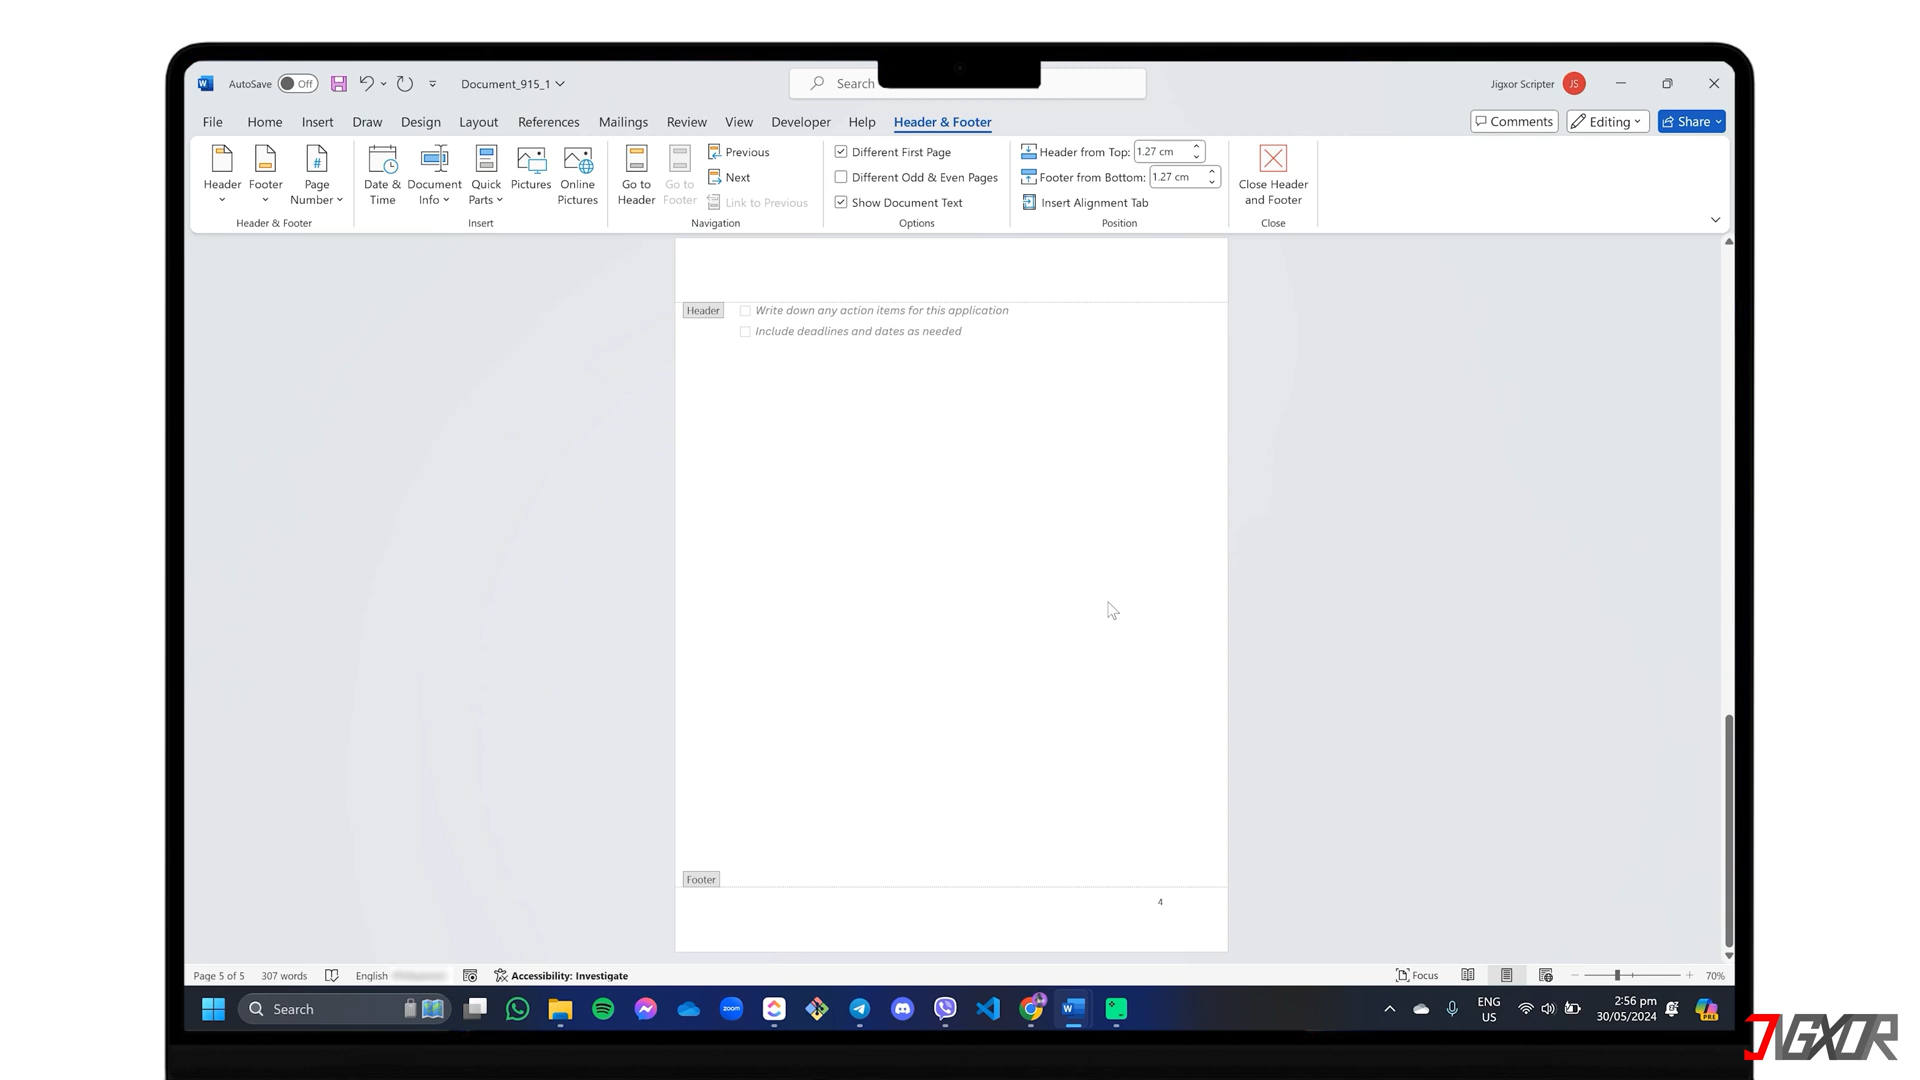 AutoSave Off Document_915_1 Search Jigxor Scripter JS
File Home Insert Draw Design Layout References Mailings Review View Developer Help Header & Footer Comments Editing Share
Header Footer Page Number
Header & Footer
Date & Time Document Info Quick Parts Pictures Online Pictures
Insert
Go to Header Go to Footer Previous Next Link to Previous
Navigation
Different First Page
Different Odd & Even Pages
Show Document Text
Options
Header from Top: 1.27 cm
Footer from Bottom: 1.27 cm
Insert Alignment Tab
Position
Close Header and Footer
Close
Header
Write down any action items for this application
Include deadlines and dates as needed
Footer
4
Page 5 of 5 307 words English Accessibility: Investigate Focus 70%
Search zoom ENG US 2:56 pm 30/05/2024 PRE
JIGXOR